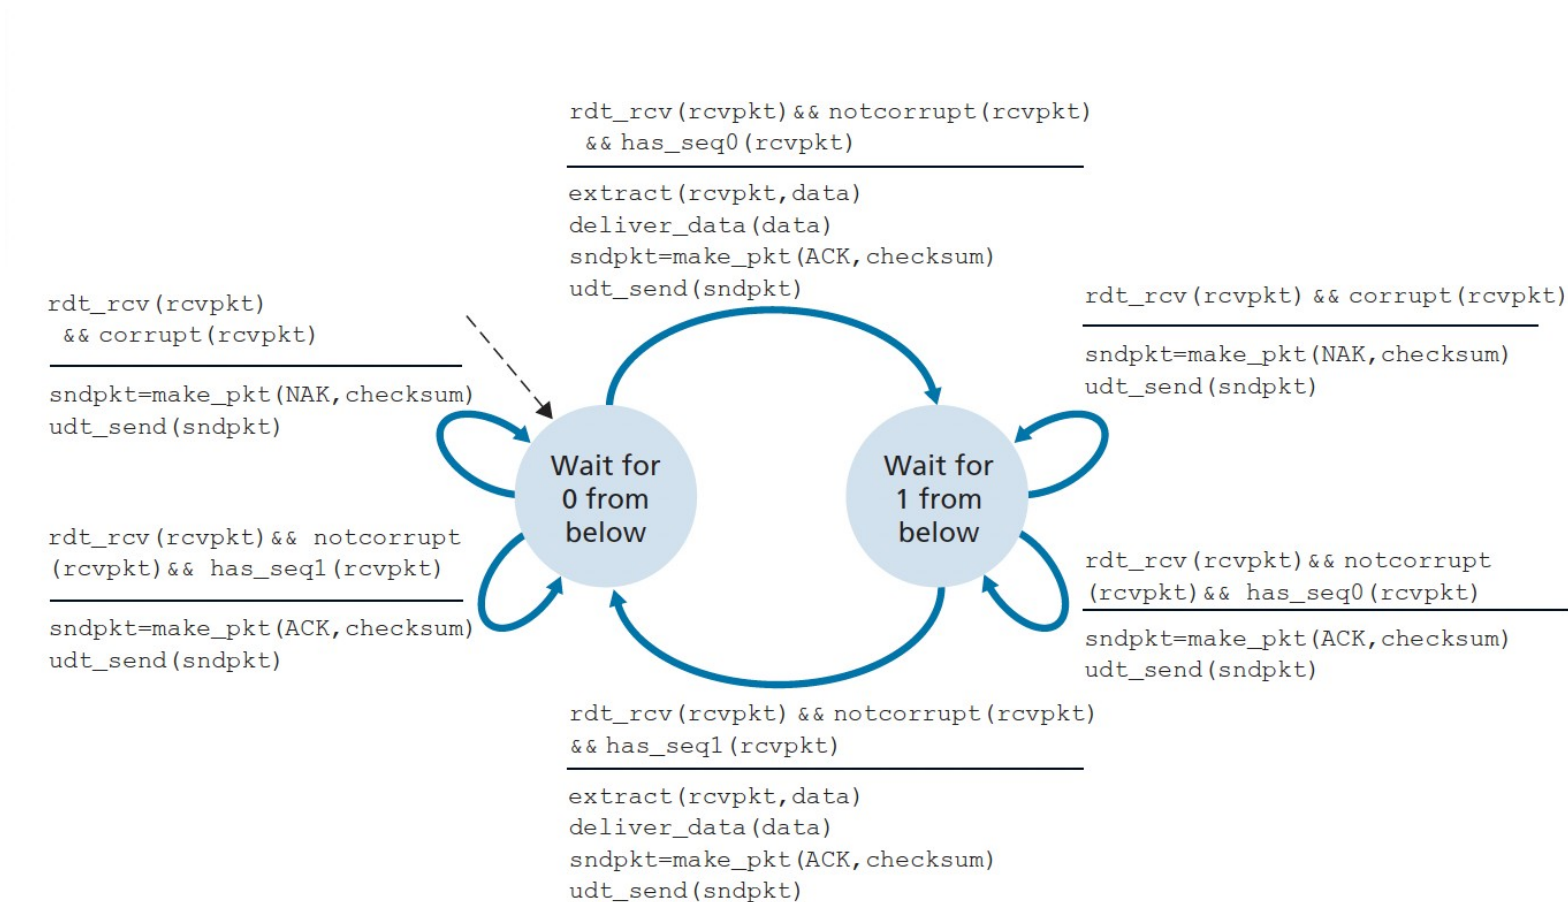 rdt_rcv(rcvpkt) && notcorrupt(rcvpkt)
&& has_seq0(rcvpkt)
extract(rcvpkt,data)
deliver_data(data)
sndpkt=make_pkt(ACK,checksum)
udt_send(sndpkt)
rdt_rcv(rcvpkt)
&& corrupt(rcvpkt)
sndpkt=make_pkt(NAK,checksum)
udt_send(sndpkt)
rdt_rcv(rcvpkt) && corrupt(rcvpkt)
sndpkt=make_pkt(NAK,checksum)
udt_send(sndpkt)
Wait for
0 from
below
Wait for
1 from
below
rdt_rcv(rcvpkt)&& notcorrupt
(rcvpkt)&& has_seq1(rcvpkt)
sndpkt=make_pkt(ACK,checksum)
udt_send(sndpkt)
rdt_rcv(rcvpkt)&& notcorrupt
(rcvpkt)&& has_seq0(rcvpkt)
sndpkt=make_pkt(ACK,checksum)
udt_send(sndpkt)
rdt_rcv(rcvpkt) && notcorrupt(rcvpkt)
&& has_seq1(rcvpkt)
extract(rcvpkt,data)
deliver_data(data)
sndpkt=make_pkt(ACK,checksum)
udt_send(sndpkt)